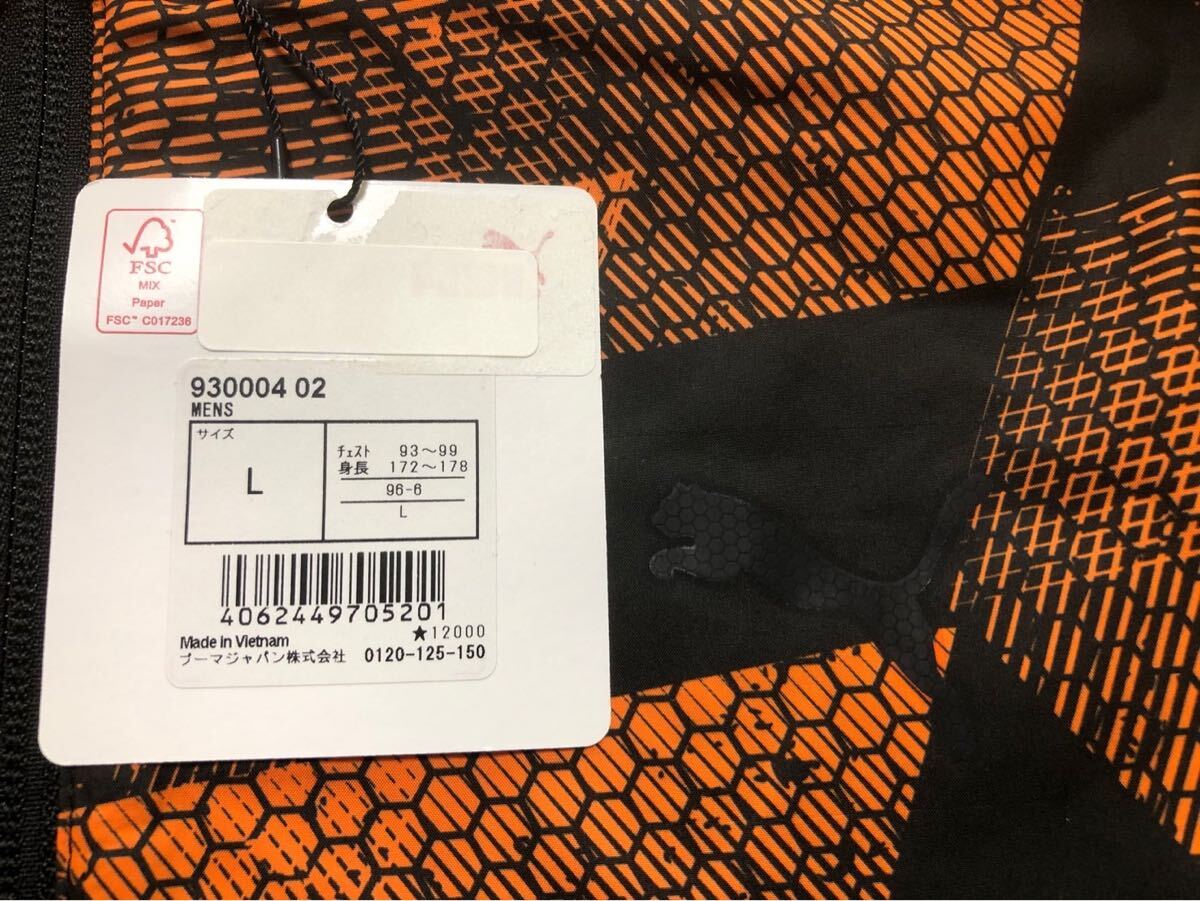 FSC
MIX
Paper
FSC™ C017236
930004 02
MENS
サイズ
L
チェスト 93～99
身長 172～178
96-6
L
4062449705201
★12000
Made in Vietnam
プーマジャパン株式会社 0120-125-150